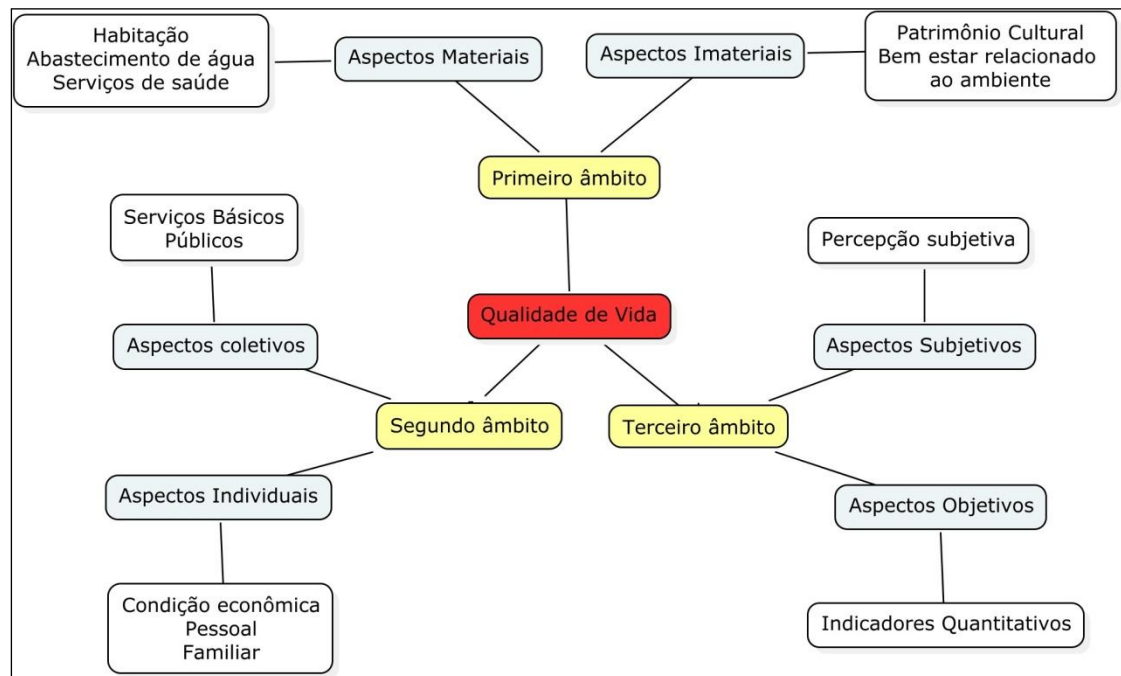 Habitação
Abastecimento de água
Serviços de saúde
Aspectos Materiais
Aspectos Imateriais
Patrimônio Cultural
Bem estar relacionado
ao ambiente
Primeiro âmbito
Serviços Básicos
Públicos
Percepção subjetiva
Qualidade de Vida
Aspectos coletivos
Aspectos Subjetivos
Segundo âmbito
Terceiro âmbito
Aspectos Individuais
Aspectos Objetivos
Condição econômica
Pessoal
Familiar
Indicadores Quantitativos